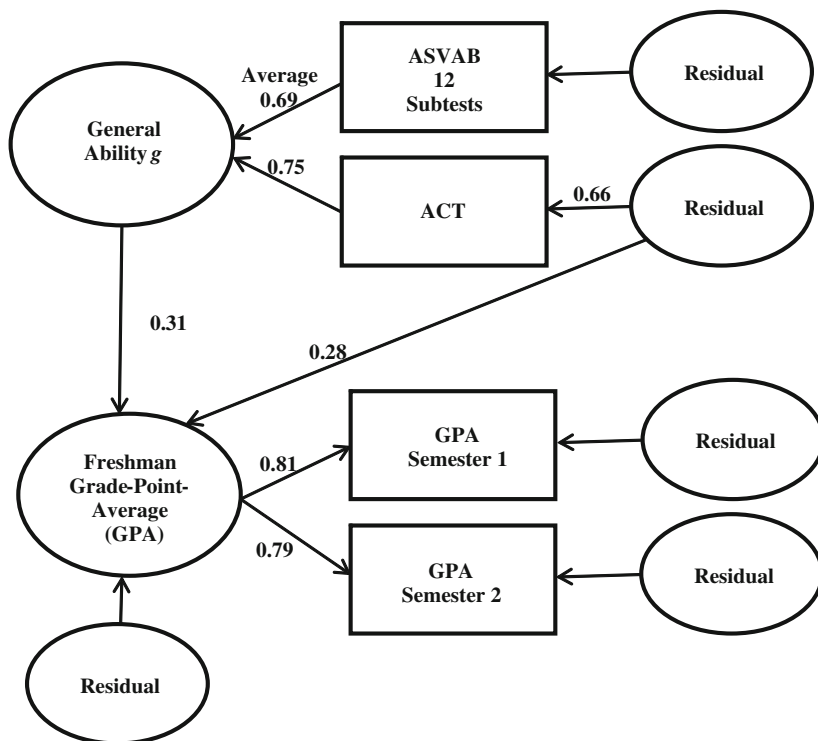 ASVAB
12
Subtests
Residual
Average
0.69
General
Ability g
0.75
ACT
0.66
Residual
0.31
0.28
Freshman
Grade-Point-
Average
(GPA)
0.81
GPA
Semester 1
Residual
0.79
GPA
Semester 2
Residual
Residual